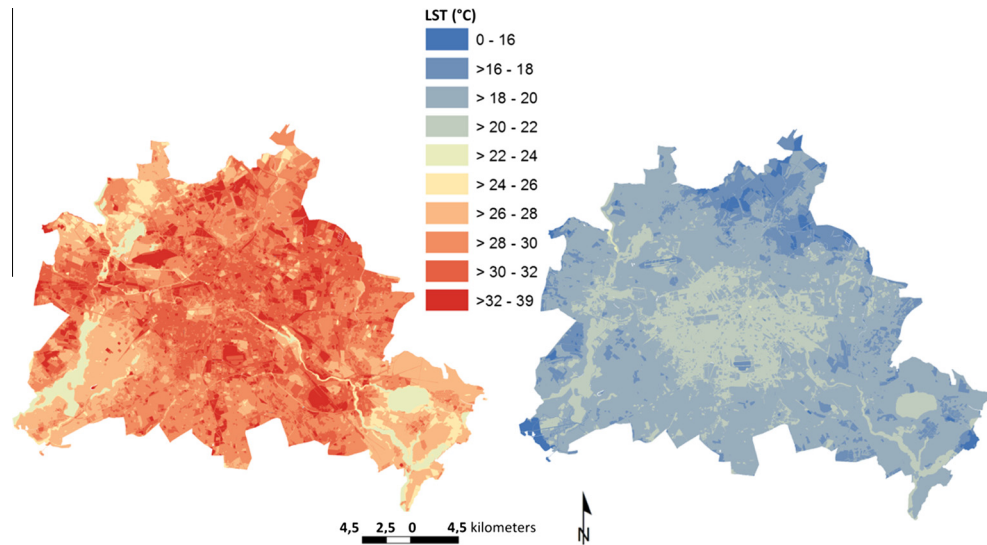 LST (°C)
0 - 16
>16 - 18
> 18 - 20
> 20 - 22
> 22 - 24
> 24 - 26
> 26 - 28
>28 - 30
> 30 - 32
>32 - 39
4,5 2,5 0 4,5 kilometers
N